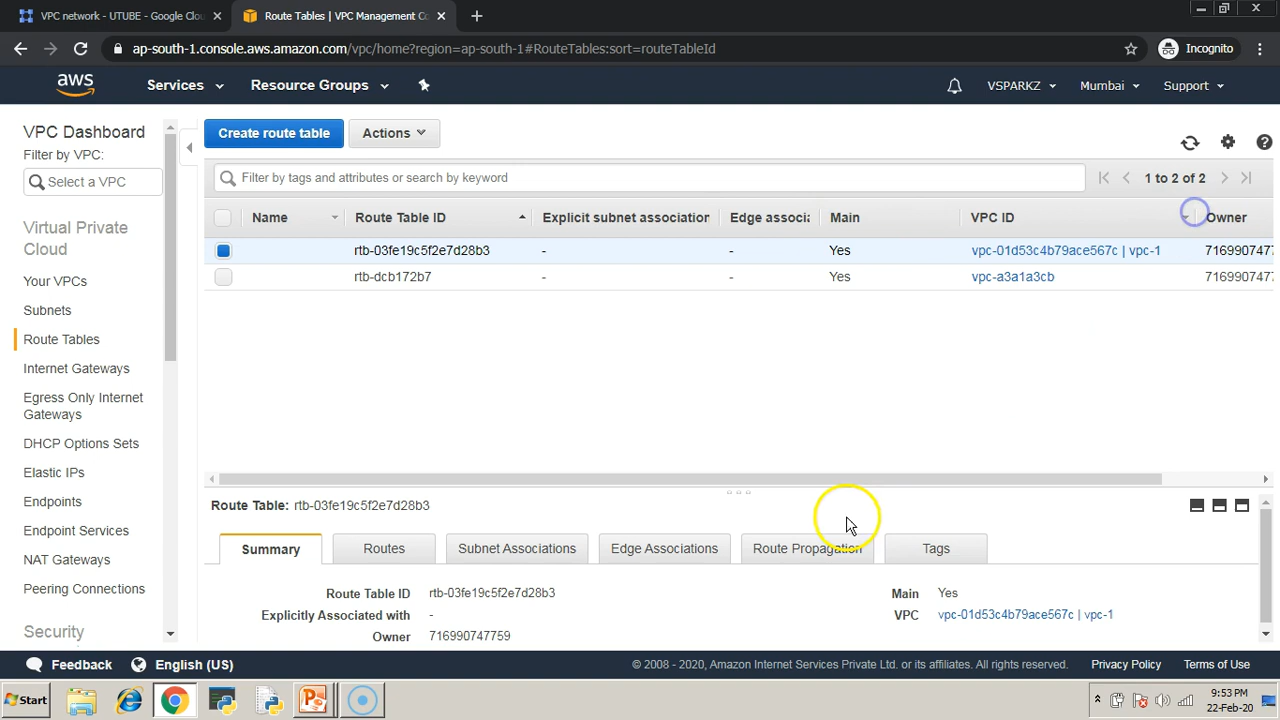 VPC network - UTUBE - Google Clou
Route Tables | VPC Management Co
ap-south-1.console.aws.amazon.com/vpc/home?region=ap-south-1#RouteTables:sort=routeTableId
Incognito
aws
Services
Resource Groups
VSPARKZ
Mumbai
Support
VPC Dashboard
Filter by VPC:
Select a VPC
Virtual Private
Cloud
Your VPCs
Subnets
Route Tables
Internet Gateways
Egress Only Internet
Gateways
DHCP Options Sets
Elastic IPs
Endpoints
Endpoint Services
NAT Gateways
Peering Connections
Security
Create route table
Actions
Filter by tags and attributes or search by keyword
1 to 2 of 2
Name Route Table ID Explicit subnet association Edge associ Main VPC ID Owner
rtb-03fe19c5f2e7d28b3 - - Yes vpc-01d53c4b79ace567c | vpc-1 7169907477
rtb-dcb172b7 - - Yes vpc-a3a1a3cb 7169907477
Route Table: rtb-03fe19c5f2e7d28b3
Summary Routes Subnet Associations Edge Associations Route Propagation Tags
Route Table ID rtb-03fe19c5f2e7d28b3 Main Yes
Explicitly Associated with - VPC vpc-01d53c4b79ace567c | vpc-1
Owner 716990747759
Feedback
English (US)
© 2008 - 2020, Amazon Internet Services Private Ltd. or its affiliates. All rights reserved.
Privacy Policy
Terms of Use
Start
9:53 PM
22-Feb-20